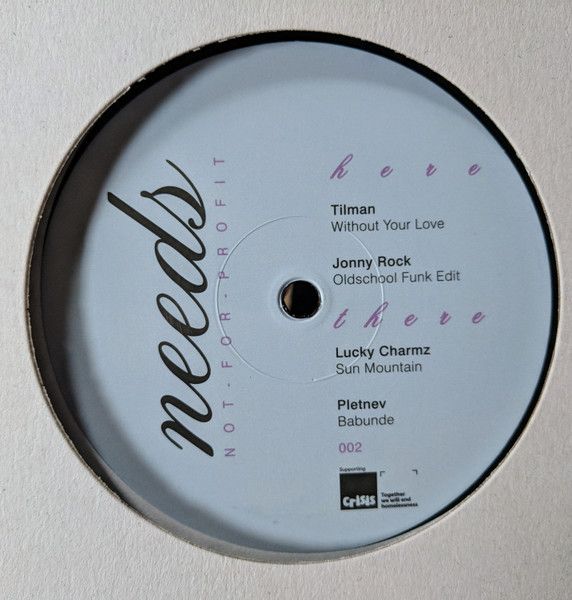 needs
NOT-FOR-PROFIT
here
Tilman
Without Your Love
Jonny Rock
Oldschool Funk Edit
there
Lucky Charmz
Sun Mountain
Pletnev
Babunde
002
Supporting
CrisIs
Together
we will end
homelessness